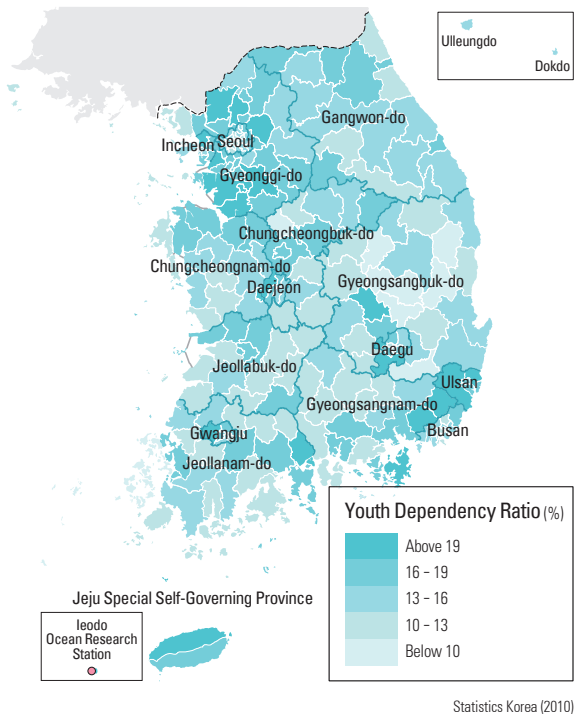 Ulleungdo
Dokdo
Gangwon-do
Incheon
Seoul
Gyeonggi-do
Chungcheongbuk-do
Chungcheongnam-do
Gyeongsangbuk-do
Daejeon
Daegu
Jeollabuk-do
Ulsan
Gyeongsangnam-do
Busan
Gwangju
Jeollanam-do
Youth Dependency Ratio (%)
Above 19
16 – 19
13 – 16
10 – 13
Below 10
Jeju Special Self-Governing Province
Ieodo
Ocean Research
Station
Statistics Korea (2010)